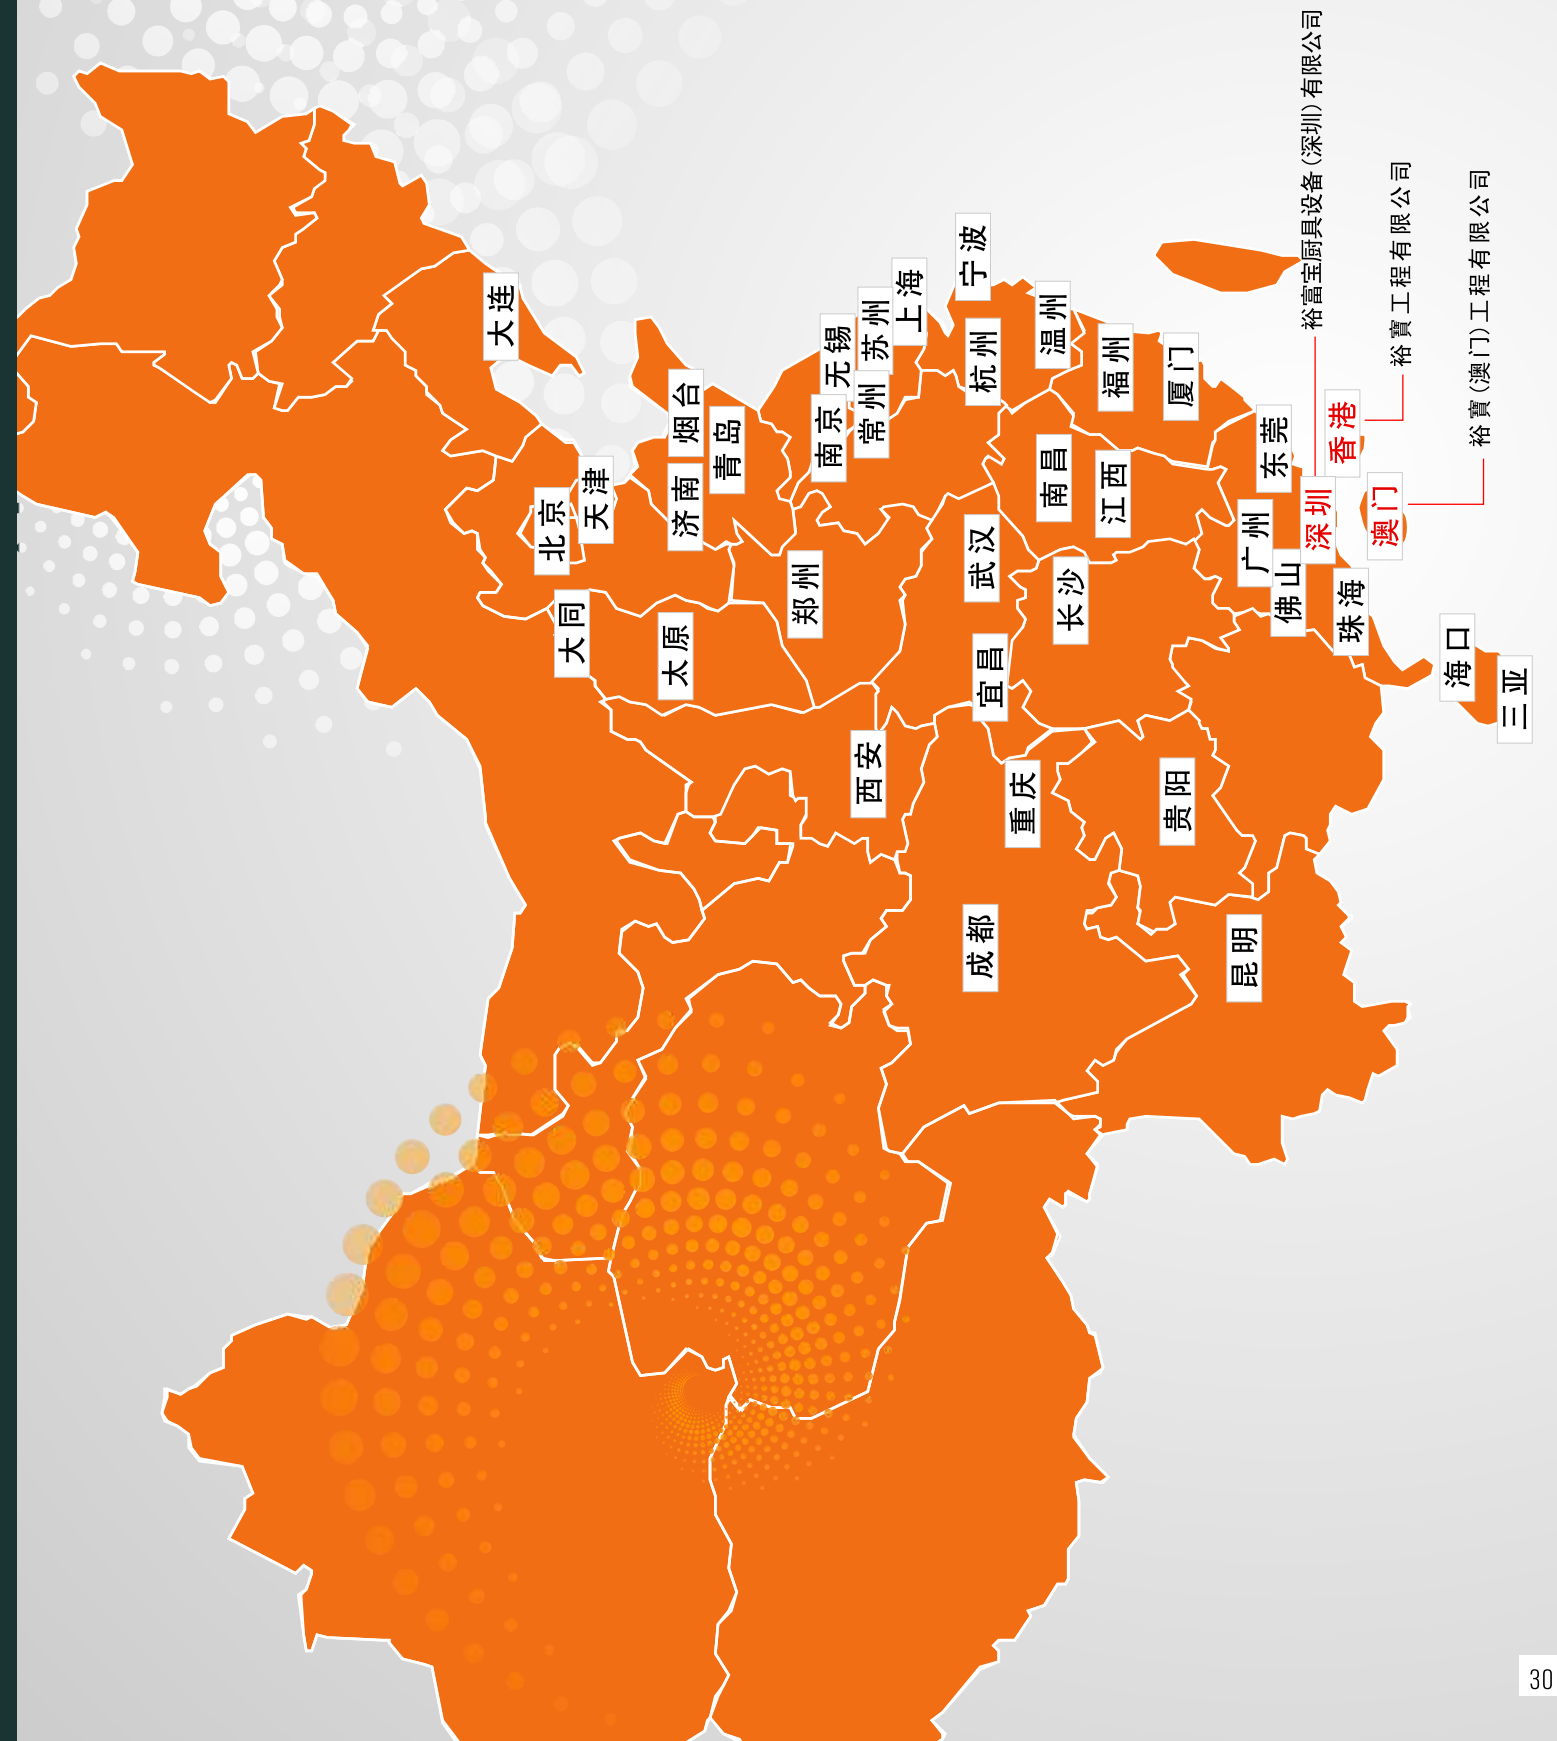 大连
北京
天津
大同
太原
烟台
青岛
济南
郑州
西安
无锡
苏州
上海
南京
常州
宁波
杭州
温州
福州
厦门
南昌
江西
武汉
长沙
宜昌
重庆
成都
贵阳
昆明
东莞
广州
佛山
深圳
香港
澳门
珠海
海口
三亚
裕富宝厨具设备(深圳)有限公司
裕寶工程有限公司
裕寶(澳门)工程有限公司
30